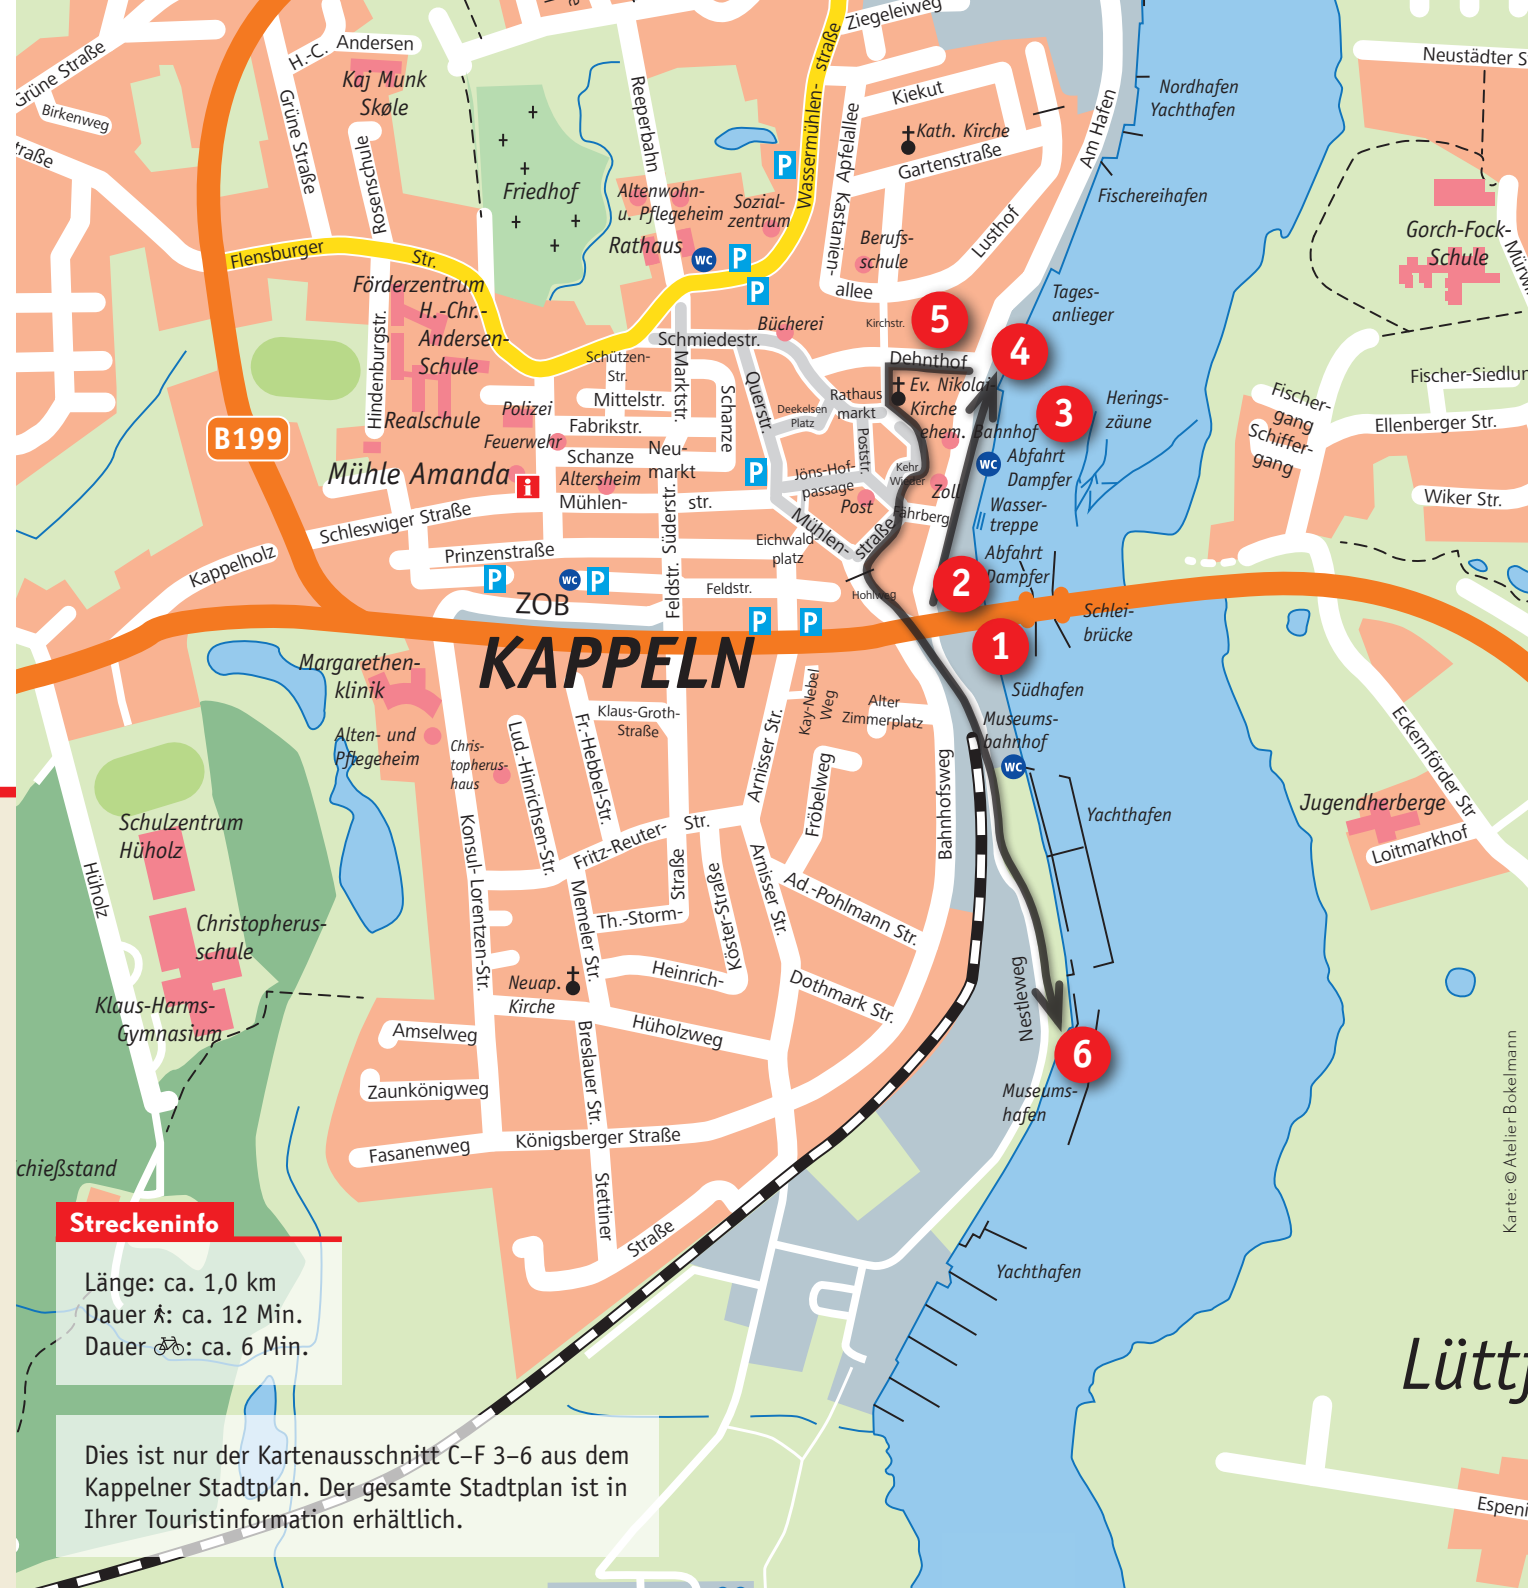 Ziegeleiweg
H.-C.
Andersen
Grüne Straße
Kaj Munk
Skøle
Birkenweg
Grüne Straße
Rosenschule
Friedhof
Reeperbahn
Wassermühlen-
straße
Kiekut
Apfelallee
Kath. Kirche
Gartenstraße
Am Hafen
Nordhafen
Yachthafen
Fischereihafen
Neustädter S
Altenwohn-
u. Pflegeheim
Sozial-
zentrum
P
Rathaus
WC
P
P
Kastanien-
allee
Berufs-
schule
Lusthof
Gorch-Fock-
Schule
Mürw
Flensburger
Str.
Förderzentrum
H.-Chr.-
Andersen-
Schule
Hindenburgstr.
Realschule
Tages-
anlieger
Bücherei
Kirchstr.
5
4
3
Schmiedestr.
Schützen-
Str.
Marktstr.
Mittelstr.
Schanze
Querstr.
Deekelsen
Platz
Rathaus
markt
Dehnthof
Ev. Nikolai-
Kirche
ehem. Bahnhof
Herings-
zäune
Fischer-
gang
Schiffer-
gang
Fischer-Siedlun
Ellenberger Str.
Wiker Str.
B199
Polizei
Feuerwehr
Fabrikstr.
Schanze
Neu-
markt
Altersheim
Mühle Amanda
i
Mühlen-
str.
P
Poststr.
Jöns-Hof-
passage
Kehr
Wieder
Post
Zoll
Fährberg
WC
Abfahrt
Dampfer
Wasser-
treppe
Abfahrt
Dampfer
Schleswiger Straße
Kappelholz
Prinzenstraße
Süderstr.
Feldstr.
Feldstr.
Eichwald-
platz
Mühlen-
straße
Hohlweg
P
WC
P
ZOB
P
P
2
1
Schlei-
brücke
KAPPELN
Südhafen
Margarethen-
klinik
Alten- und
Pflegeheim
Chris-
topherus-
haus
Lud.-Hinrichsen-Str.
Fr.-Hebbel-Str.
Klaus-Groth-
Straße
Arnisser Str.
Kay-Nebel
Weg
Alter
Zimmerplatz
Museums-
bahnhof
WC
Yachthafen
Eckernförder Str
Jugendherberge
Loitmarkhof
Schulzentrum
Hüholz
Hüholz
Christopherus-
schule
Klaus-Harms-
Gymnasium
Konsul-
Lorentzen-Str.
Fritz-Reuter-
Str.
Fröbelweg
Bahnhofsweg
Memeler Str.
Th.-Storm-
Straße
Köster-Straße
Arnisser Str.
Ad.-Pohlmann Str.
Neuap.
Kirche
Heinrich-
Dothmark Str.
Hüholzweg
Nestleweg
6
Museums-
hafen
Amselweg
Zaunkönigweg
Fasanenweg
Breslauer Str.
Königsberger Straße
Stettiner
Straße
Yachthafen
chießstand
Streckeninfo
Länge: ca. 1,0 km
Dauer : ca. 12 Min.
Dauer : ca. 6 Min.
Dies ist nur der Kartenausschnitt C–F 3–6 aus dem
Kappelner Stadtplan. Der gesamte Stadtplan ist in
Ihrer Touristinformation erhältlich.
Lüttf
Espeni
Karte: © Atelier Bokelmann